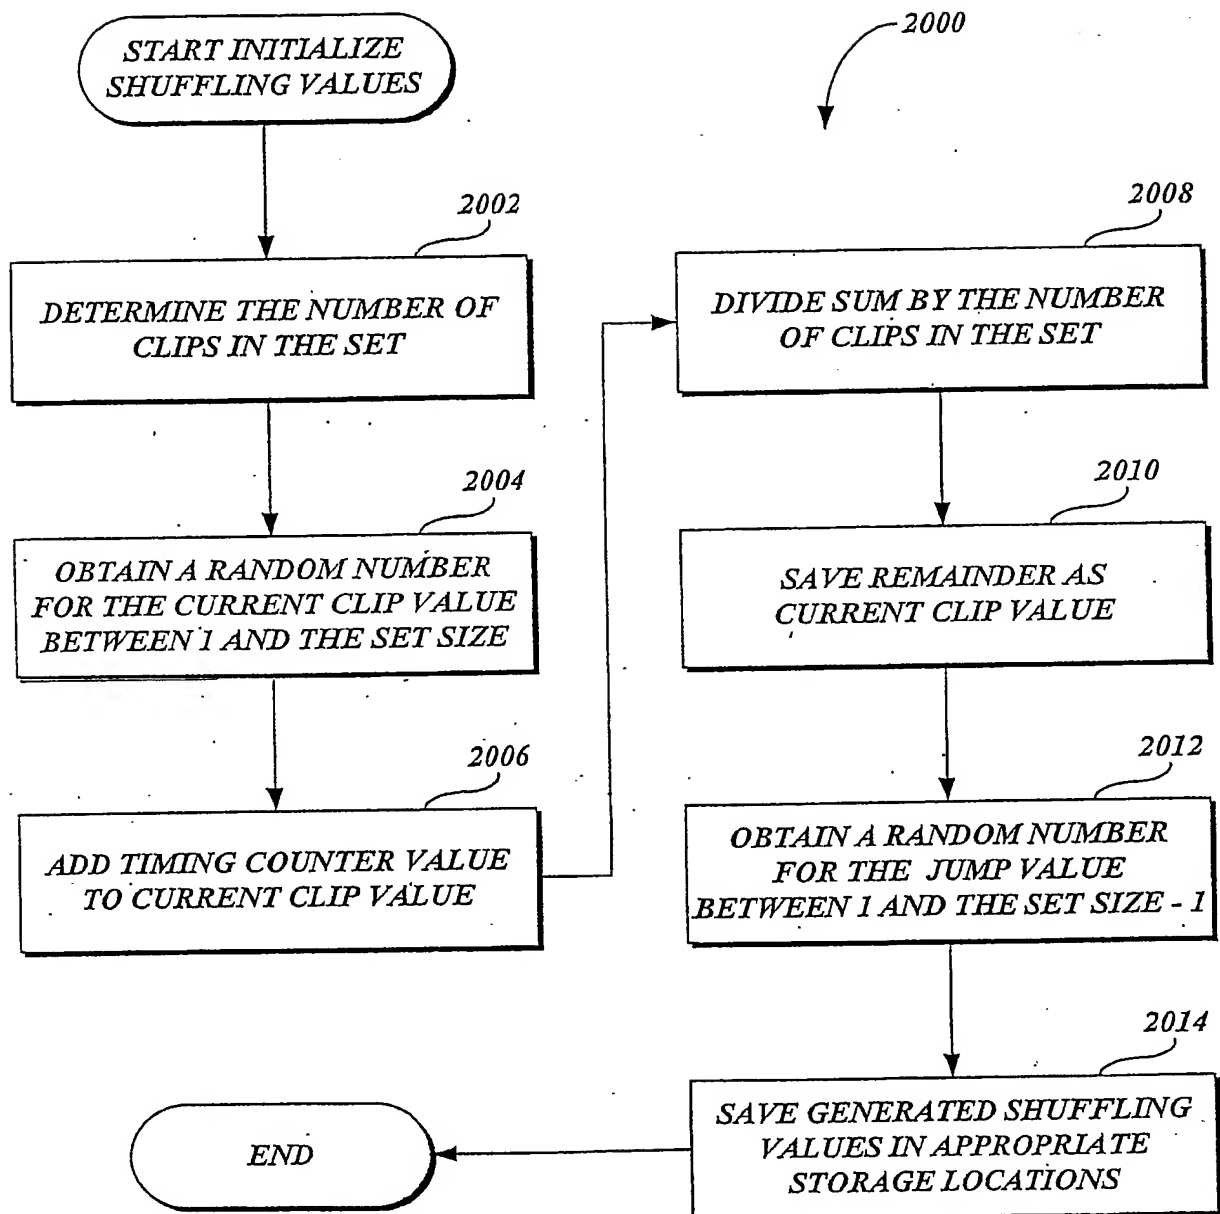 START INITIALIZE
SHUFFLING VALUES
2000
2002
DETERMINE THE NUMBER OF
CLIPS IN THE SET
2004
OBTAIN A RANDOM NUMBER
FOR THE CURRENT CLIP VALUE
BETWEEN 1 AND THE SET SIZE
2006
ADD TIMING COUNTER VALUE
TO CURRENT CLIP VALUE
2008
DIVIDE SUM BY THE NUMBER
OF CLIPS IN THE SET
2010
SAVE REMAINDER AS
CURRENT CLIP VALUE
2012
OBTAIN A RANDOM NUMBER
FOR THE JUMP VALUE
BETWEEN 1 AND THE SET SIZE - 1
2014
SAVE GENERATED SHUFFLING
VALUES IN APPROPRIATE
STORAGE LOCATIONS
END